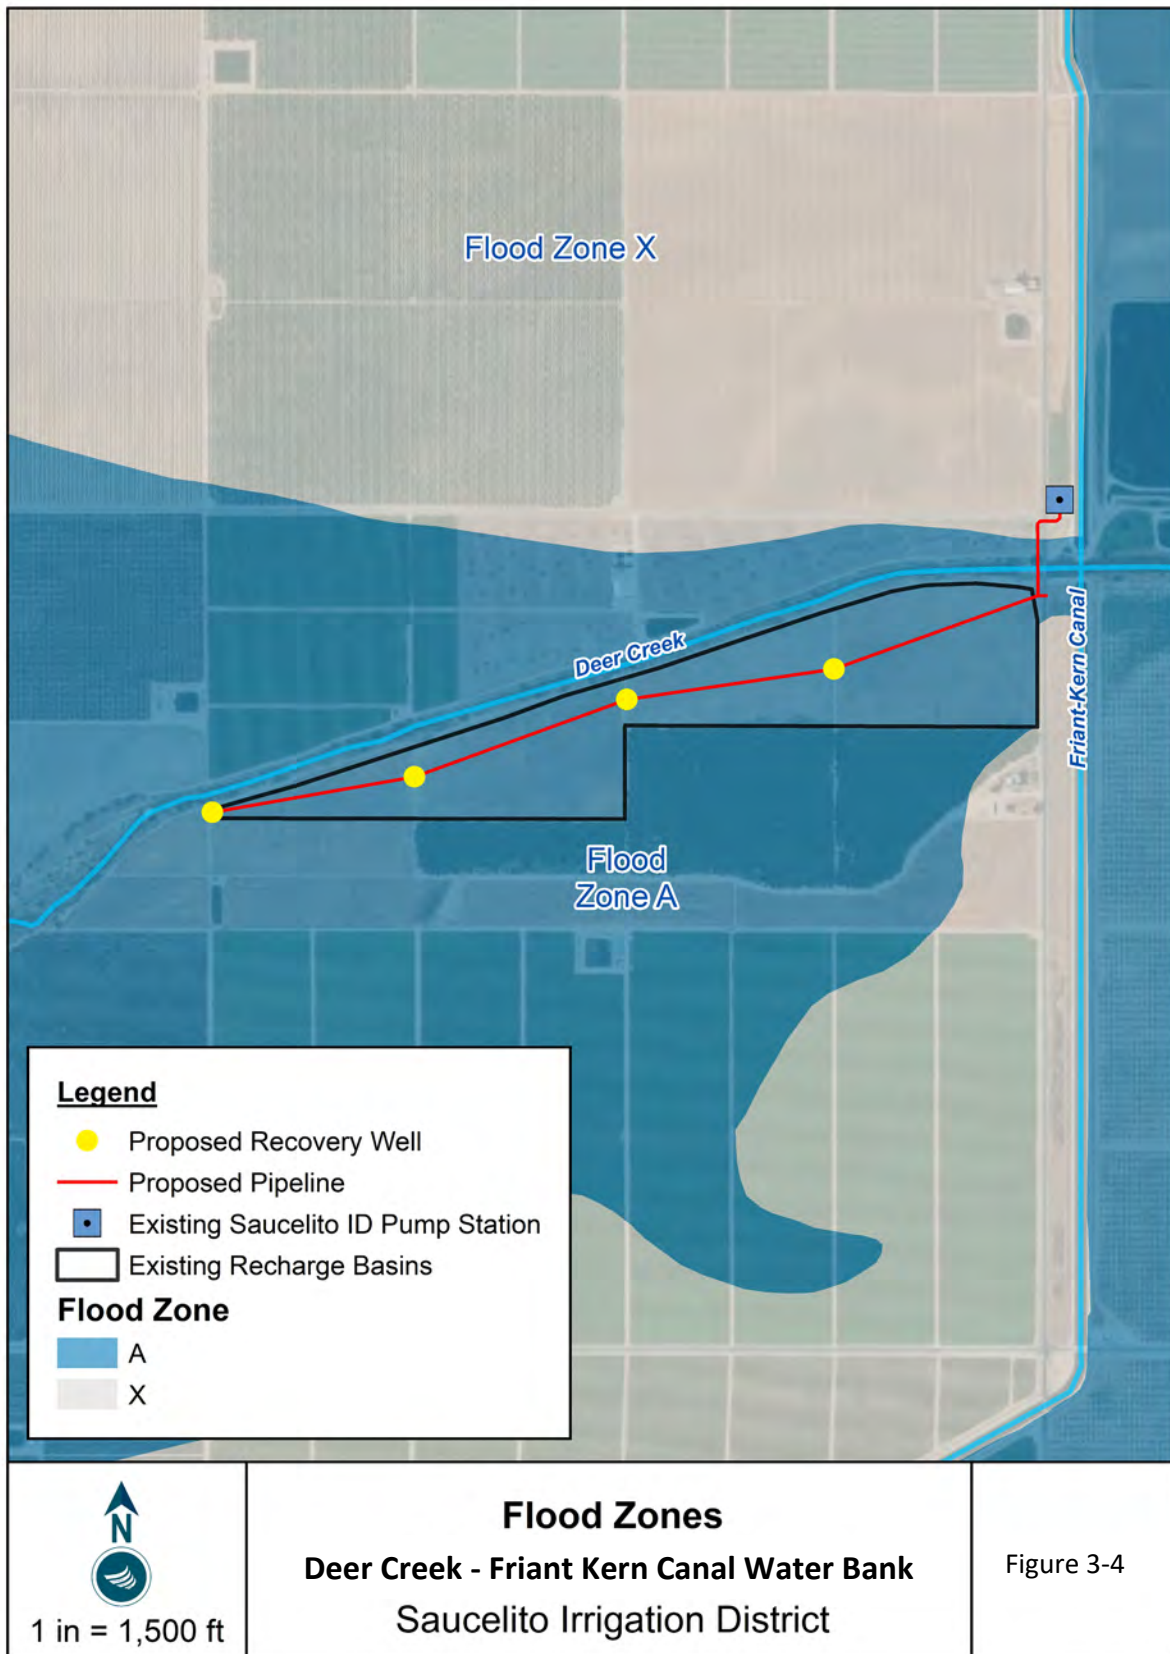 Flood Zone X
Deer Creek
Friant-Kern Canal
Flood
Zone A
Legend
Proposed Recovery Well
Proposed Pipeline
Existing Saucelito ID Pump Station
Existing Recharge Basins
Flood Zone
A
X
N
1 in = 1,500 ft
Flood Zones
Deer Creek - Friant Kern Canal Water Bank
Saucelito Irrigation District
Figure 3-4